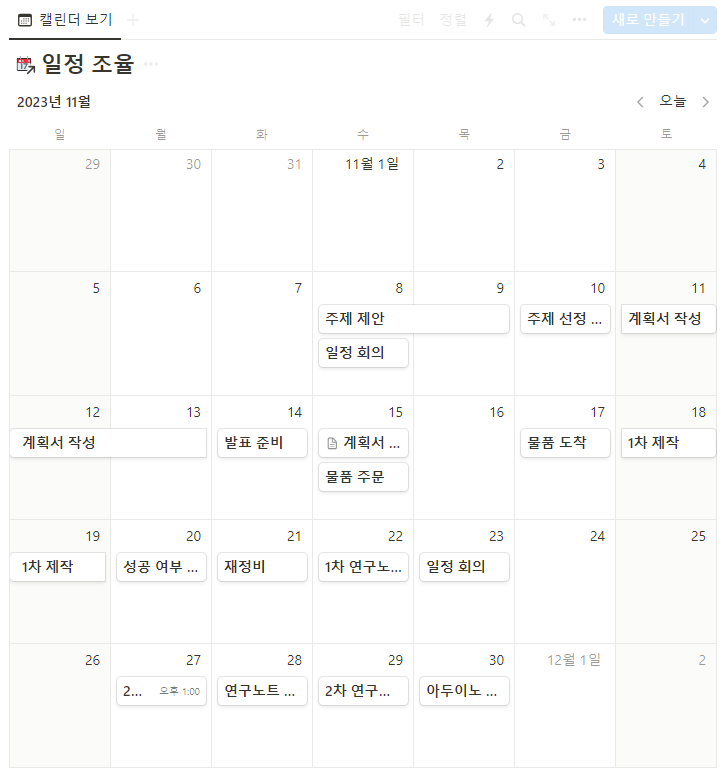 캘린더 보기
필터 정렬 새로 만들기
일정 조율
2023년 11월 오늘
일 월 화 수 목 금 토
29 30 31 11월 1일 2 3 4
5 6 7 8 9 10 11
주제 제안 주제 선정 ... 계획서 작성
일정 회의
12 13 14 15 16 17 18
계획서 작성 발표 준비 계획서 ... 물품 도착 1차 제작
물품 주문
19 20 21 22 23 24 25
1차 제작 성공 여부 ... 재정비 1차 연구노... 일정 회의
26 27 28 29 30 12월 1일 2
2... 오후 1:00 연구노트 ... 2차 연구... 아두이노 ...